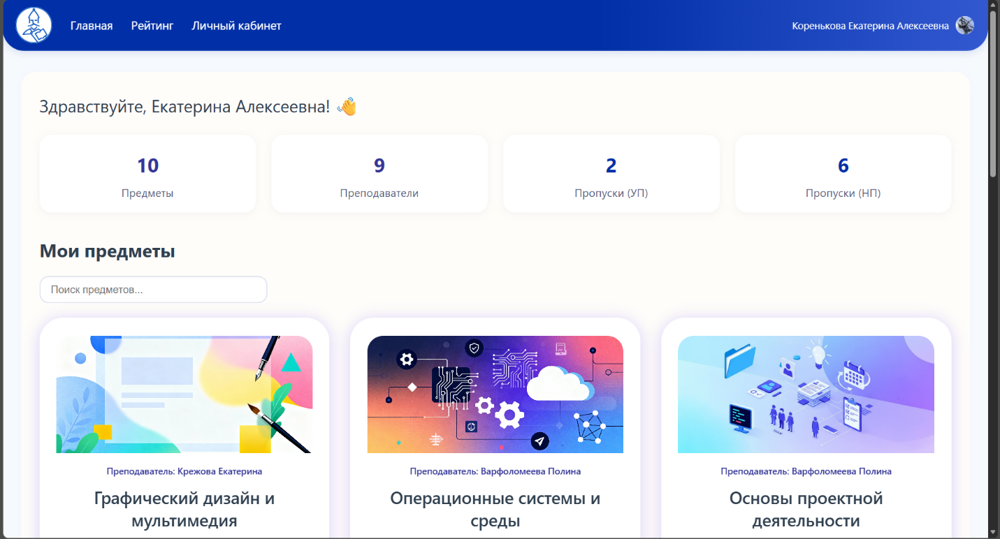 Главная Рейтинг Личный кабинет Коренькова Екатерина Алексеевна
Здравствуйте, Екатерина Алексеевна! 👋
10 9 2 6
Предметы Преподаватели Пропуски (УП) Пропуски (НП)
Мои предметы
Поиск предметов...
Преподаватель: Крежова Екатерина
Графический дизайн и
мультимедия
Преподаватель: Варфоломеева Полина
Операционные системы и
среды
Преподаватель: Варфоломеева Полина
Основы проектной
деятельности